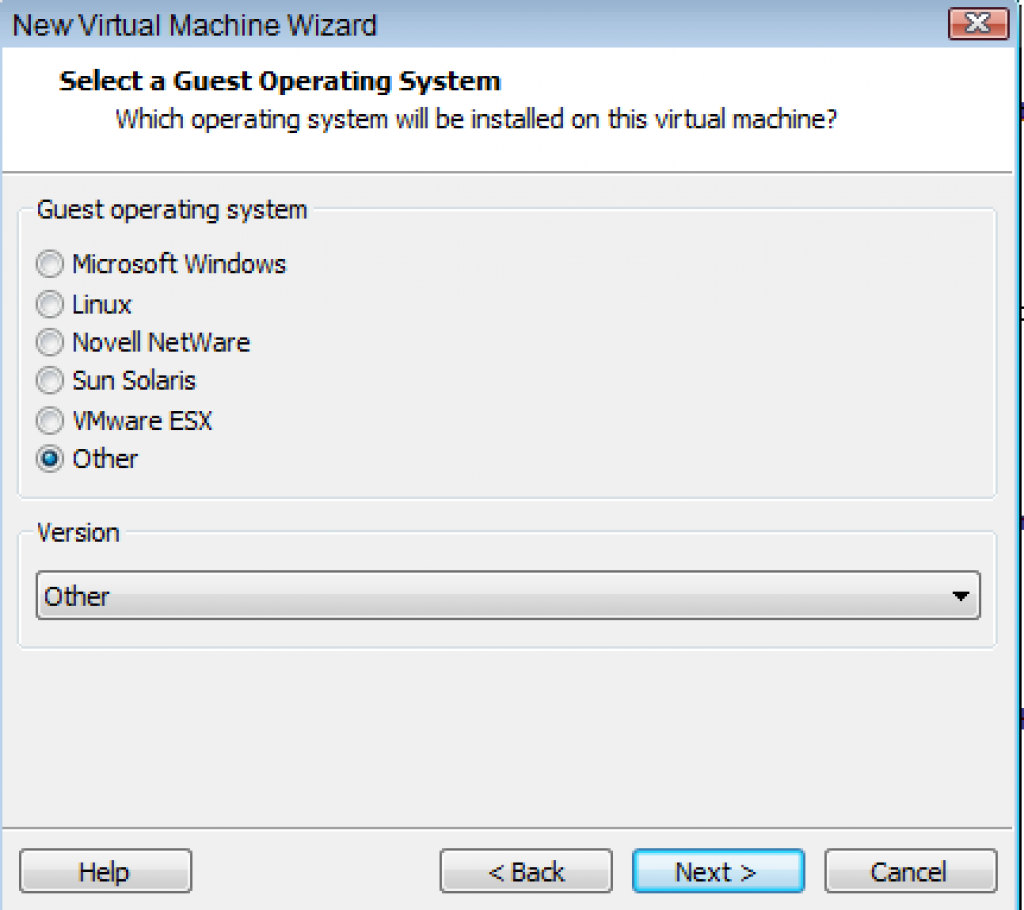 New Virtual Machine Wizard
Select a Guest Operating System
Which operating system will be installed on this virtual machine?
Guest operating system
Microsoft Windows
Linux
Novell NetWare
Sun Solaris
VMware ESX
Other
Version
Other
Help
< Back
Next >
Cancel